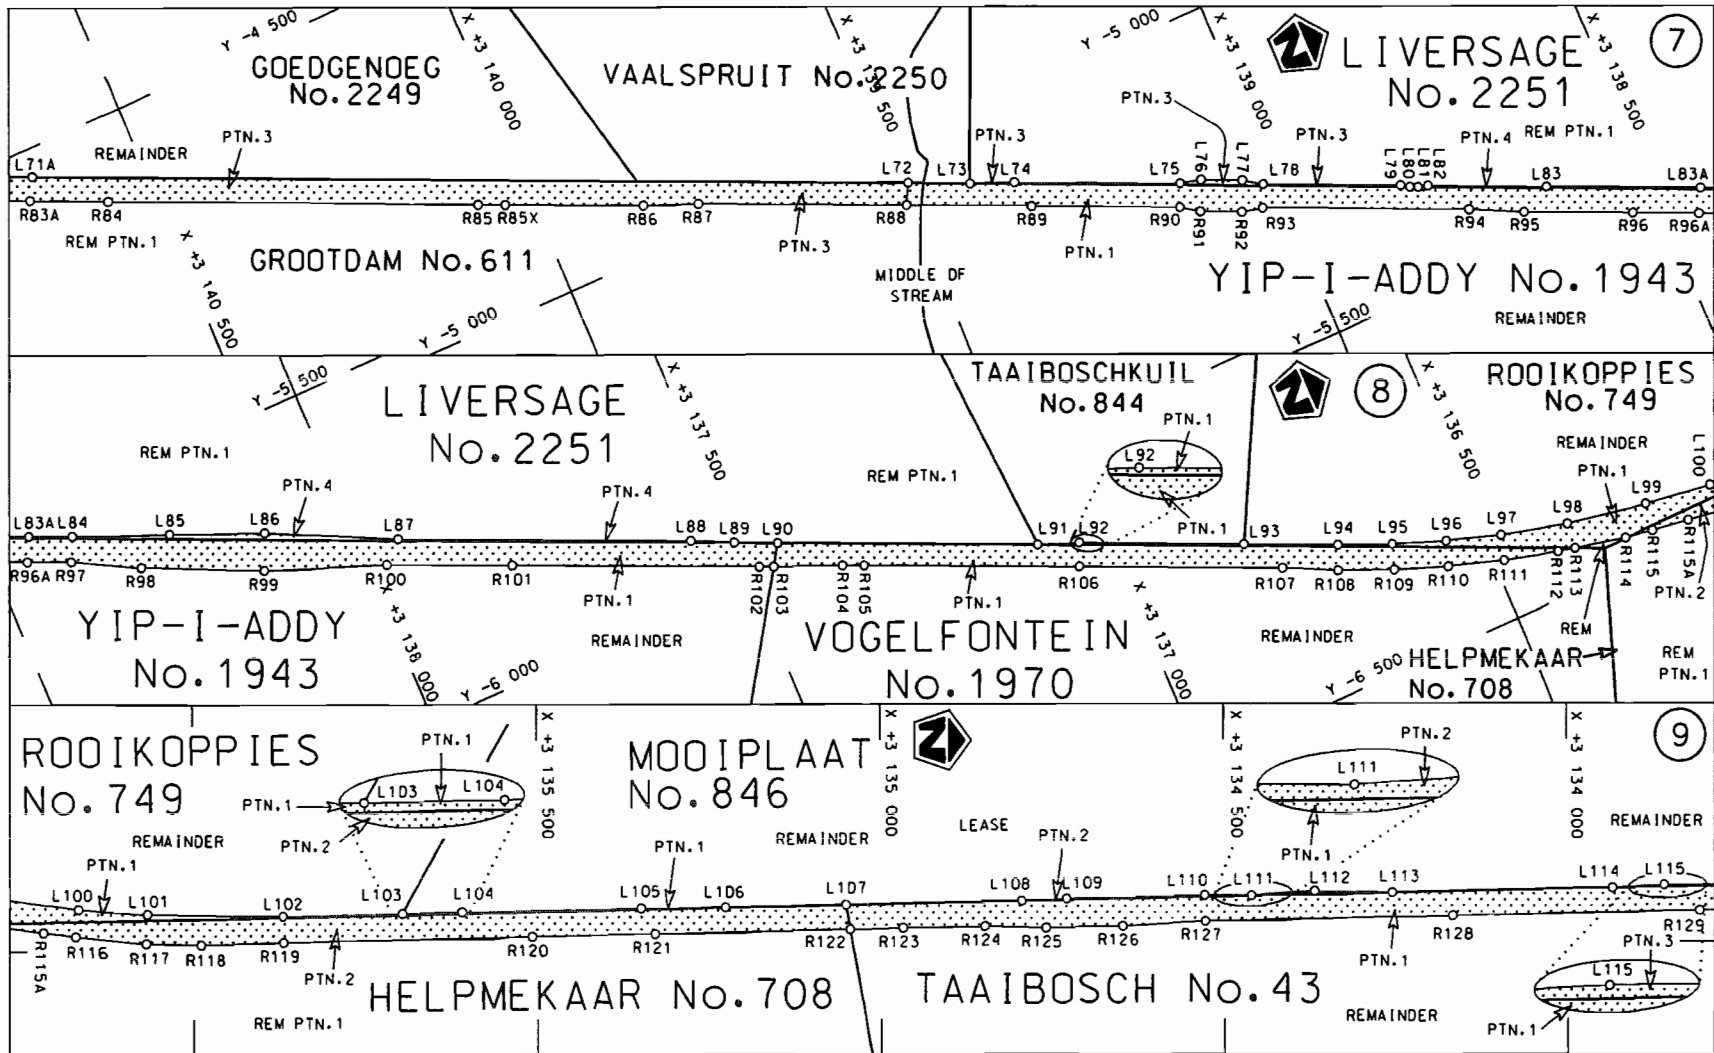 Y -4 500
X +3 140 000
X +3 139 500
Y -5 000
X +3 139 000
X +3 138 500
7
GOEDGENOEG
No.2249
VAALSPRUIT No.2250
LIVERSAGE
No.2251
PTN.3
REMAINDER
PTN.3
PTN.3
PTN.3
PTN.4
REM PTN.1
L71A
L72
L73
L74
L75
L76
L77
L78
L79
L80
L81
L82
L83
L83A
R83A
R84
R85
R85X
R86
R87
R88
R89
R90
R91
R92
R93
R94
R95
R96
R96A
REM PTN.1
X +3 140 500
GROOTDAM No.611
PTN.3
PTN.1
MIDDLE OF
STREAM
YIP-I-ADDY No.1943
Y -5 000
Y -5 500
REMAINDER
Y -5 500
LIVERSAGE
No.2251
X +3 137 500
TAAIBOSCHKUIL
No.844
8
X +3 136 500
ROOIKOPPIES
No.749
REM PTN.1
REM PTN.1
PTN.1
L92
PTN.1
REMAINDER
PTN.1
PTN.4
PTN.4
L83A
L84
L85
L86
L87
L88
L89
L90
L91
L92
L93
L94
L95
L96
L97
L98
L99
L100
R96A
R97
R98
R99
R100
R101
R102
R103
R104
R105
R106
R107
R108
R109
R110
R111
R112
R113
R114
R115
R115A
PTN.2
PTN.1
PTN.1
YIP-I-ADDY
No.1943
X +3 138 000
Y -6 000
REMAINDER
VOGELFONTEIN
No.1970
X +3 137 000
REMAINDER
Y -6 500
REM
HELPMEKAAR
No.708
REM
PTN.1
ROOIKOPPIES
No.749
X +3 135 500
MOOIPLAAT
No.846
X +3 135 000
X +3 134 500
X +3 134 000
9
PTN.1
L103
L104
PTN.1
PTN.2
PTN.2
L111
PTN.1
REMAINDER
REMAINDER
LEASE
REMAINDER
PTN.1
PTN.1
PTN.2
L100
L101
L102
L103
L104
L105
L106
L107
L108
L109
L110
L111
L112
L113
L114
L115
R115A
R116
R117
R118
R119
R120
R121
R122
R123
R124
R125
R126
R127
R128
R129
PTN.2
PTN.1
PTN.3
L115
PTN.1
HELPMEKAAR No.708
TAAIBOSCH No.43
REM PTN.1
REMAINDER